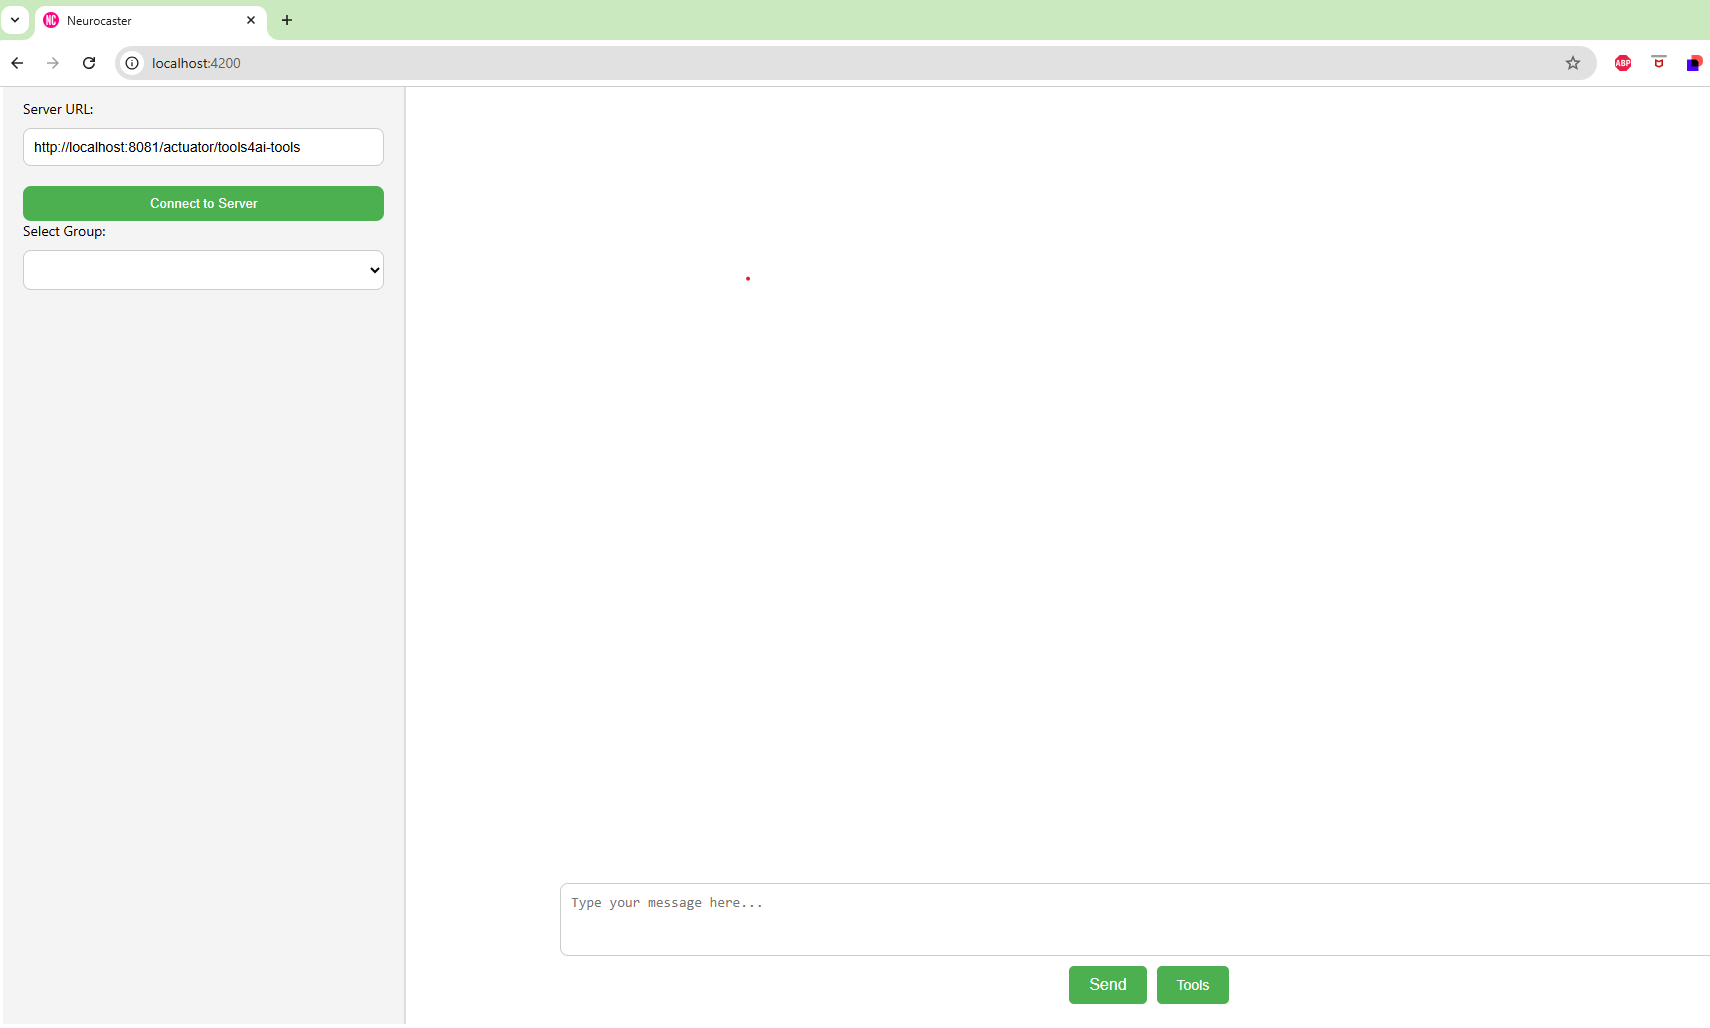 NC Neurocaster
localhost:4200
ABP
Server URL:
http://localhost:8081/actuator/tools4ai-tools
Connect to Server
Select Group:
Type your message here...
Send Tools